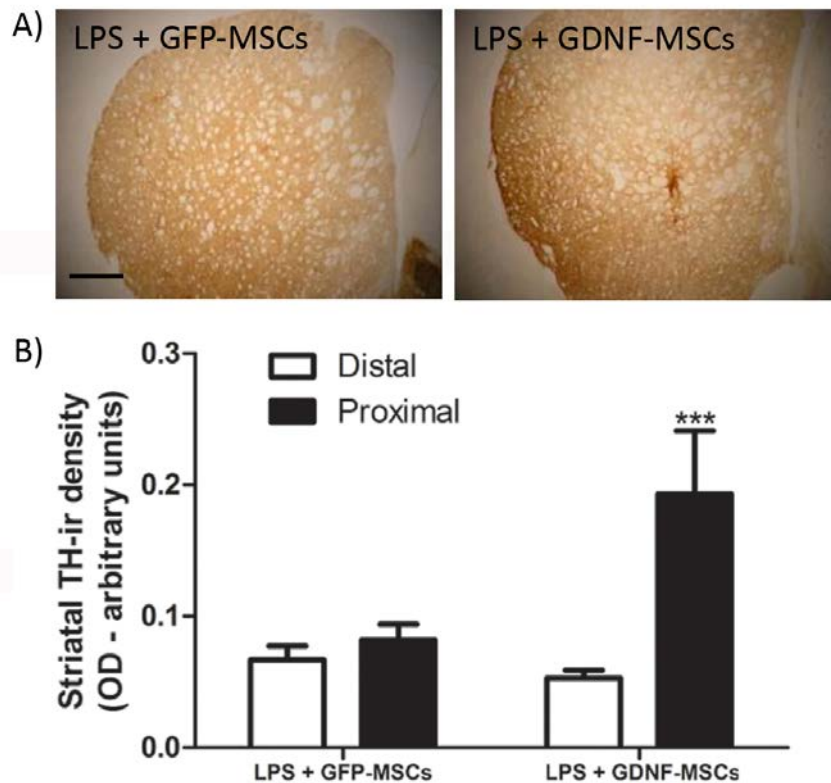 A)
LPS + GFP-MSCs
LPS + GDNF-MSCs
B)
Striatal TH-ir density
(OD - arbitrary units)
0.3
0.2
0.1
0.0
Distal
Proximal
***
LPS + GFP-MSCs
LPS + GDNF-MSCs